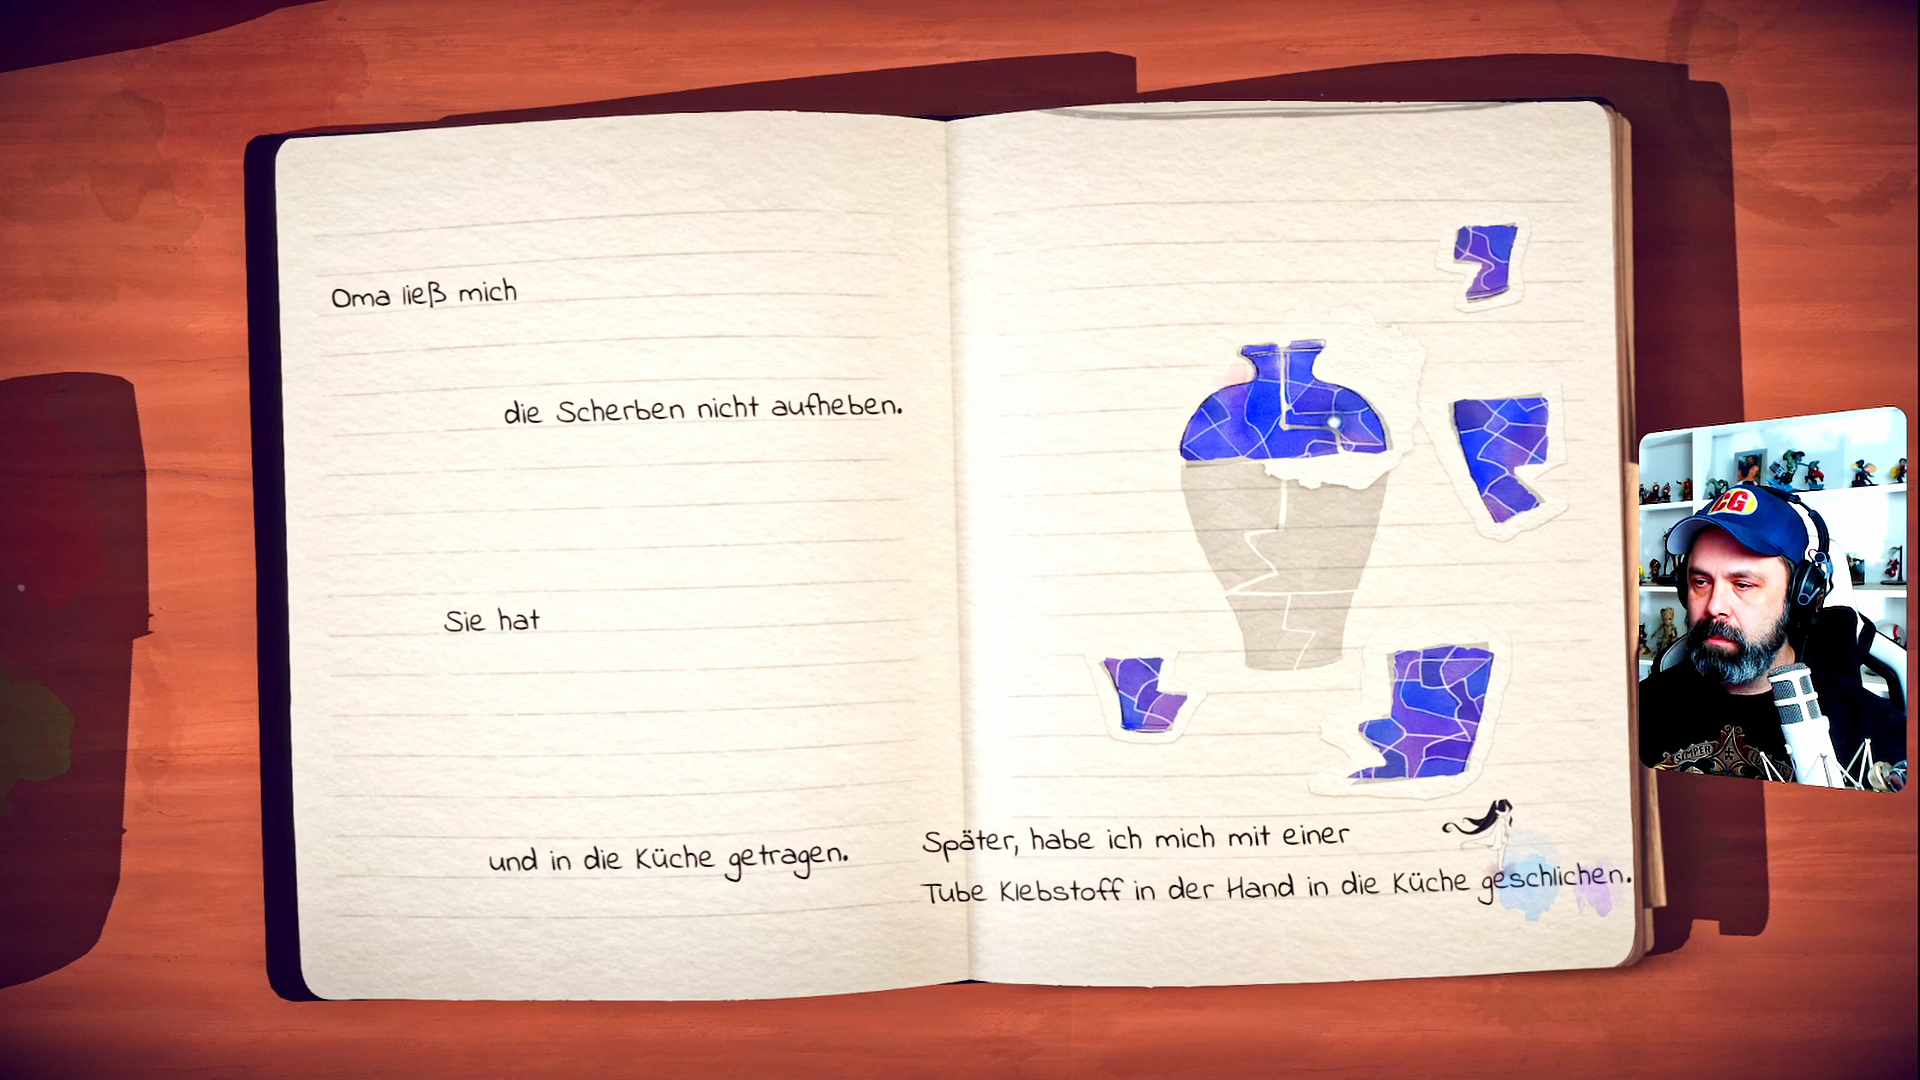 Oma ließ mich
die Scherben nicht aufheben.
Sie hat
und in die Küche getragen.
Später, habe ich mich mit einer
Tube Klebstoff in der Hand in die Küche geschlichen.
CG
SEMPER